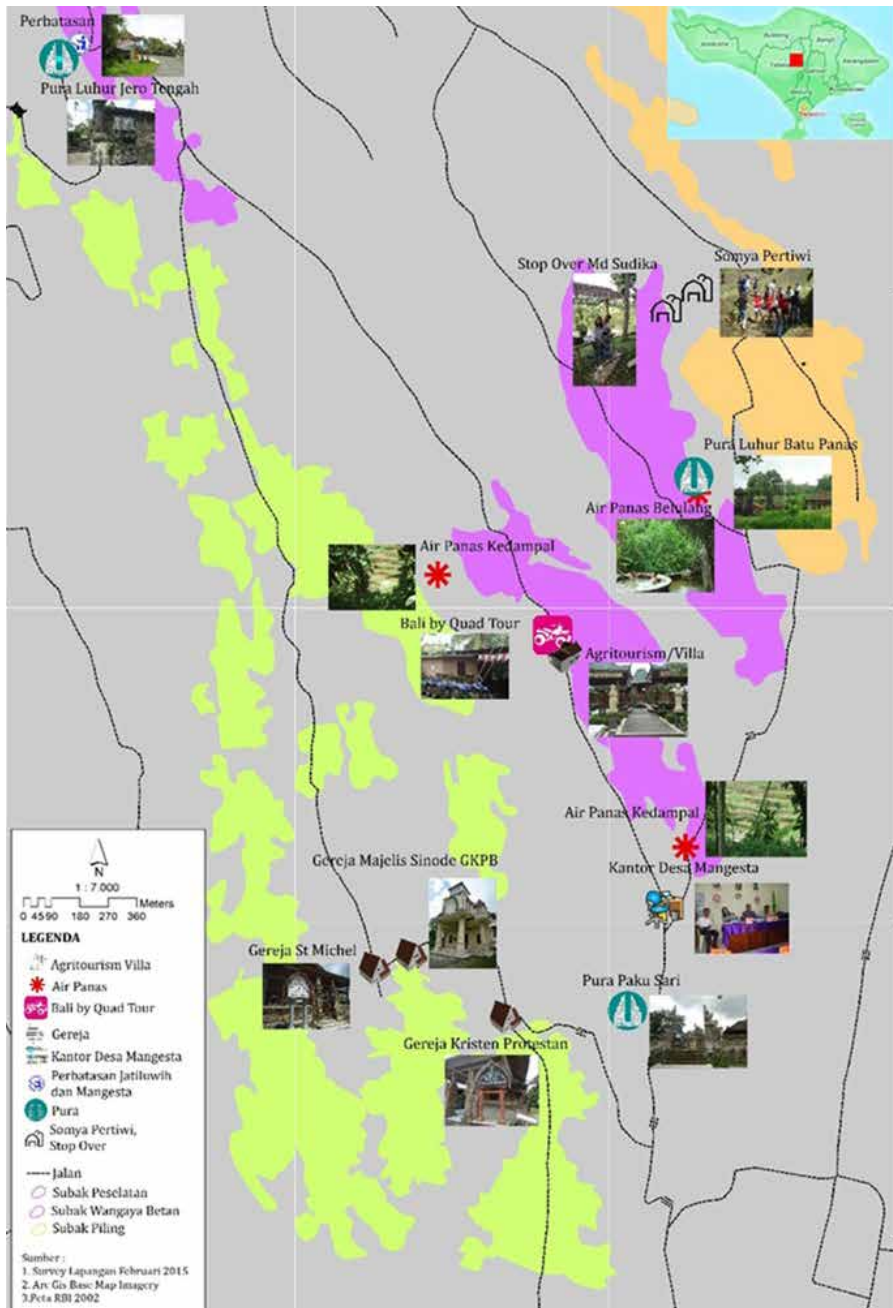 Perbatasan
Pura Luhur Jero Tengah
Somya Pertiwi
Stop Over Md Sudika
Pura Luhur Batu Panas
Air Panas Belulang
Air Panas Kedampal
Bali by Quad Tour
Agritourism/Villa
Air Panas Kedampal
Kantor Desa Mangesta
Gereja Majelis Sinode GKPB
Gereja St Michel
Pura Paku Sari
Gereja Kristen Protestan
N
1 : 7.000
Meters
0 45 90 180 270 360
LEGENDA
Agritourism Villa
Air Panas
Bali by Quad Tour
Gereja
Kantor Desa Mangesta
Perbatasan Jatiluwih
dan Mangesta
Pura
Somya Pertiwi,
Stop Over
Jalan
Subak Peselatan
Subak Wangaya Betan
Subak Piling
Sumber :
1. Survey Lapangan Februari 2015
2. Arc Gis Base Map Imagery
3.Peta RBI 2002